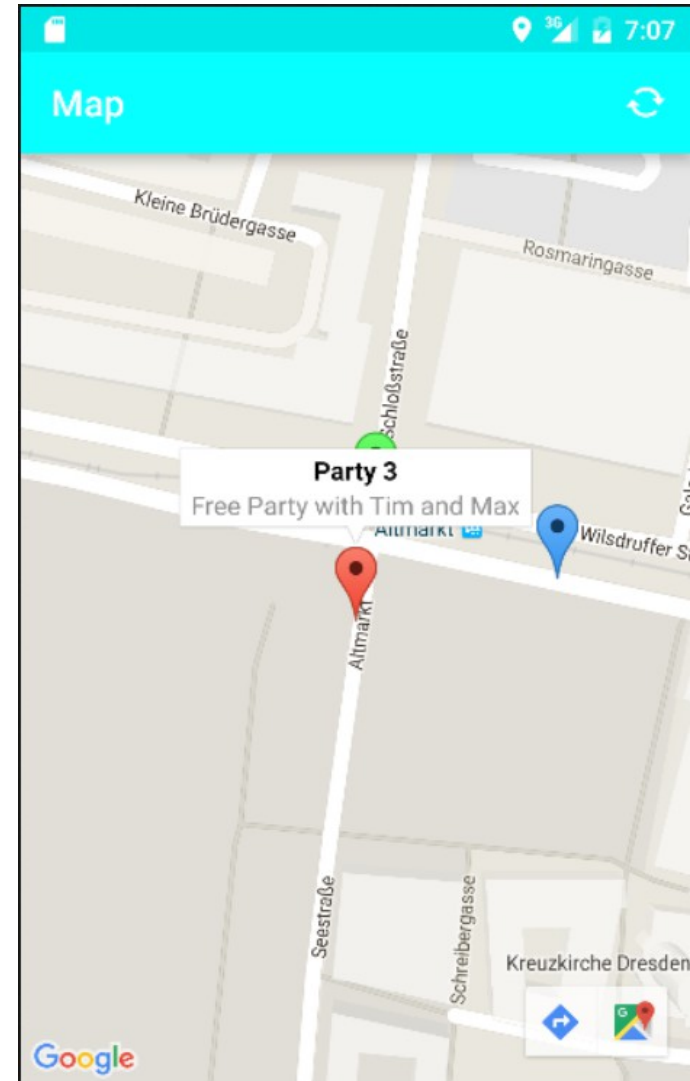 3G 7:07
Map
Kleine Brüdergasse
Rosmaringasse
Schloßstraße
Party 3
Free Party with Tim and Max
Altmarkt
Wilsdruffer
Altmarkt
Seestraße
Schreibergasse
Kreuzkirche Dresden
G
Google